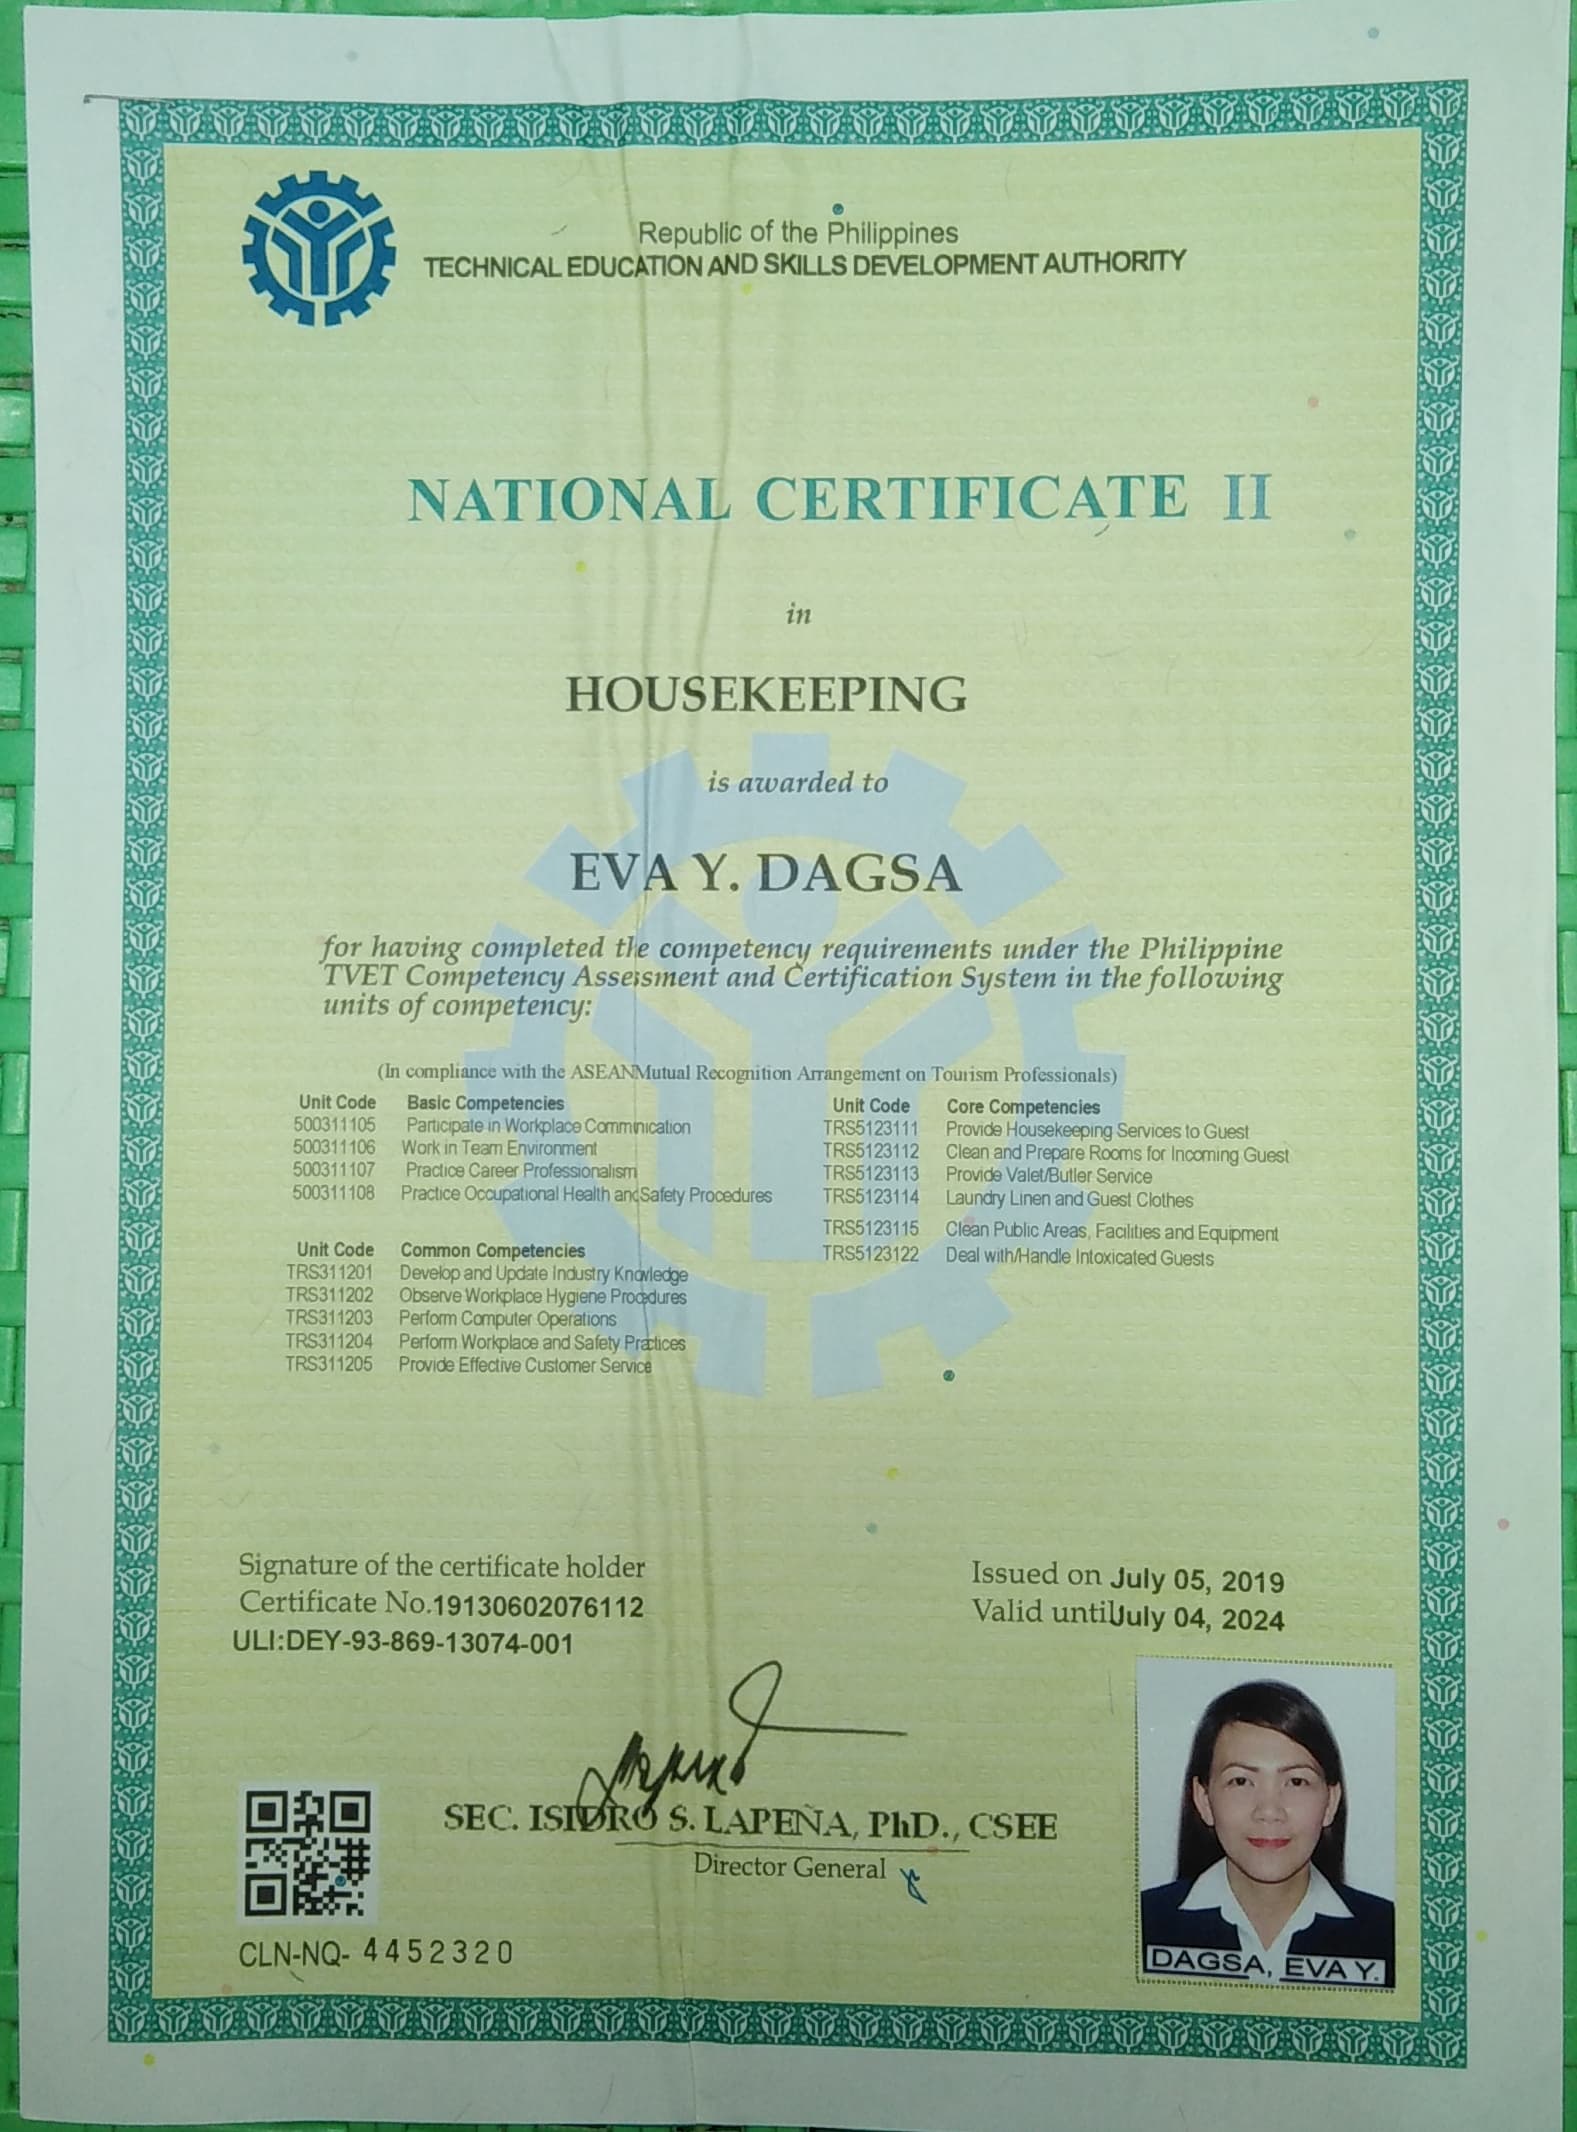 Republic of the Philippines
TECHNICAL EDUCATION AND SKILLS DEVELOPMENT AUTHORITY
NATIONAL CERTIFICATE II
in
HOUSEKEEPING
is awarded to
EVA Y. DAGSA
for having completed the competency requirements under the Philippine
TVET Competency Assessment and Certification System in the following
units of competency:
(In compliance with the ASEAN Mutual Recognition Arrangement on Tourism Professionals)
Unit Code Basic Competencies
500311105 Participate in Workplace Communication
500311106 Work in Team Environment
500311107 Practice Career Professionalism
500311108 Practice Occupational Health and Safety Procedures
Unit Code Common Competencies
TRS311201 Develop and Update Industry Knowledge
TRS311202 Observe Workplace Hygiene Procedures
TRS311203 Perform Computer Operations
TRS311204 Perform Workplace and Safety Practices
TRS311205 Provide Effective Customer Service
Unit Code Core Competencies
TRS5123111 Provide Housekeeping Services to Guest
TRS5123112 Clean and Prepare Rooms for Incoming Guest
TRS5123113 Provide Valet/Butler Service
TRS5123114 Laundry Linen and Guest Clothes
TRS5123115 Clean Public Areas, Facilities and Equipment
TRS5123122 Deal with/Handle Intoxicated Guests
Signature of the certificate holder
Certificate No.19130602076112
ULI:DEY-93-869-13074-001
Issued on July 05, 2019
Valid until July 04, 2024
SEC. ISIDRO S. LAPEÑA, PhD., CSEE
Director General
CLN-NQ- 4452320
DAGSA, EVA Y.